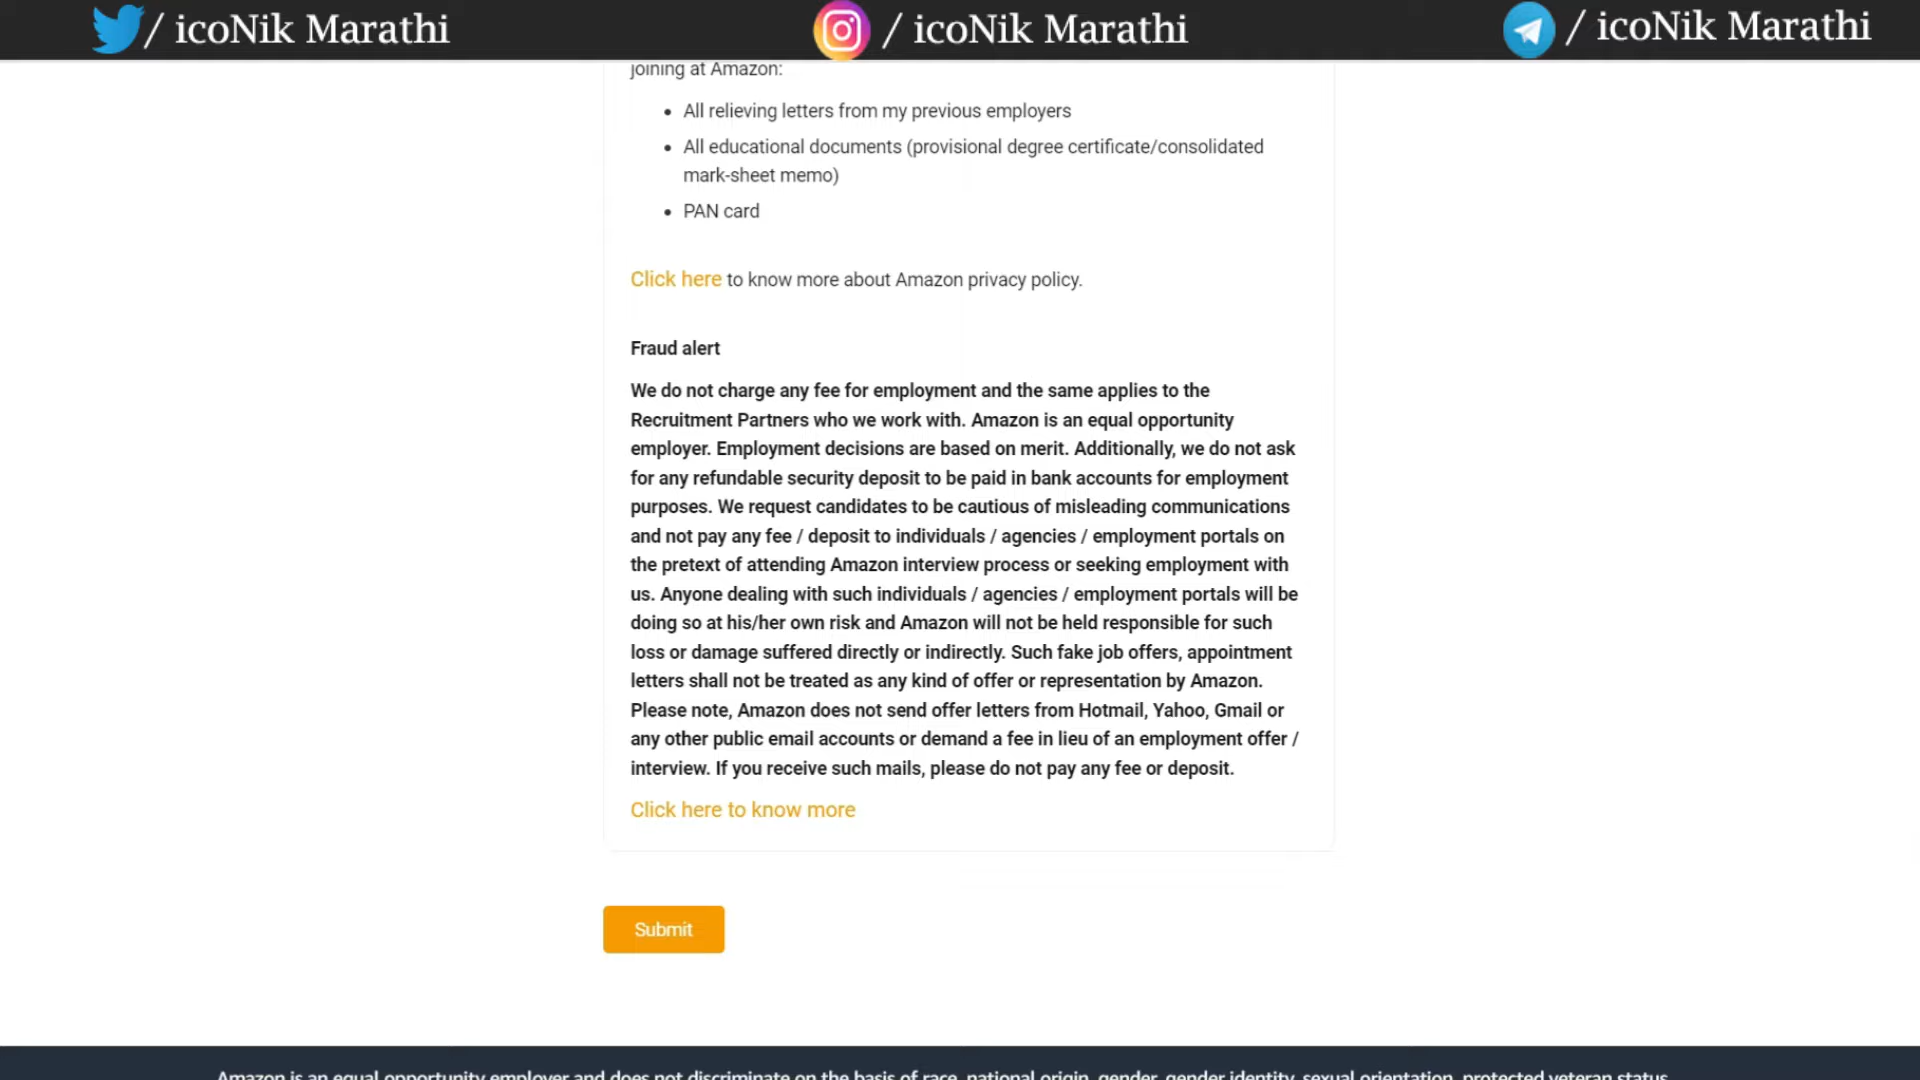 / icoNik Marathi / icoNik Marathi / icoNik Marathi
joining at Amazon:
• All relieving letters from my previous employers
• All educational documents (provisional degree certificate/consolidated
mark-sheet memo)
• PAN card
Click here to know more about Amazon privacy policy.
Fraud alert
We do not charge any fee for employment and the same applies to the
Recruitment Partners who we work with. Amazon is an equal opportunity
employer. Employment decisions are based on merit. Additionally, we do not ask
for any refundable security deposit to be paid in bank accounts for employment
purposes. We request candidates to be cautious of misleading communications
and not pay any fee / deposit to individuals / agencies / employment portals on
the pretext of attending Amazon interview process or seeking employment with
us. Anyone dealing with such individuals / agencies / employment portals will be
doing so at his/her own risk and Amazon will not be held responsible for such
loss or damage suffered directly or indirectly. Such fake job offers, appointment
letters shall not be treated as any kind of offer or representation by Amazon.
Please note, Amazon does not send offer letters from Hotmail, Yahoo, Gmail or
any other public email accounts or demand a fee in lieu of an employment offer /
interview. If you receive such mails, please do not pay any fee or deposit.
Click here to know more
Submit
Amazon is an equal opportunity employer and does not discriminate on the basis of race, national origin, gender, gender identity, sexual orientation, protected veteran status,